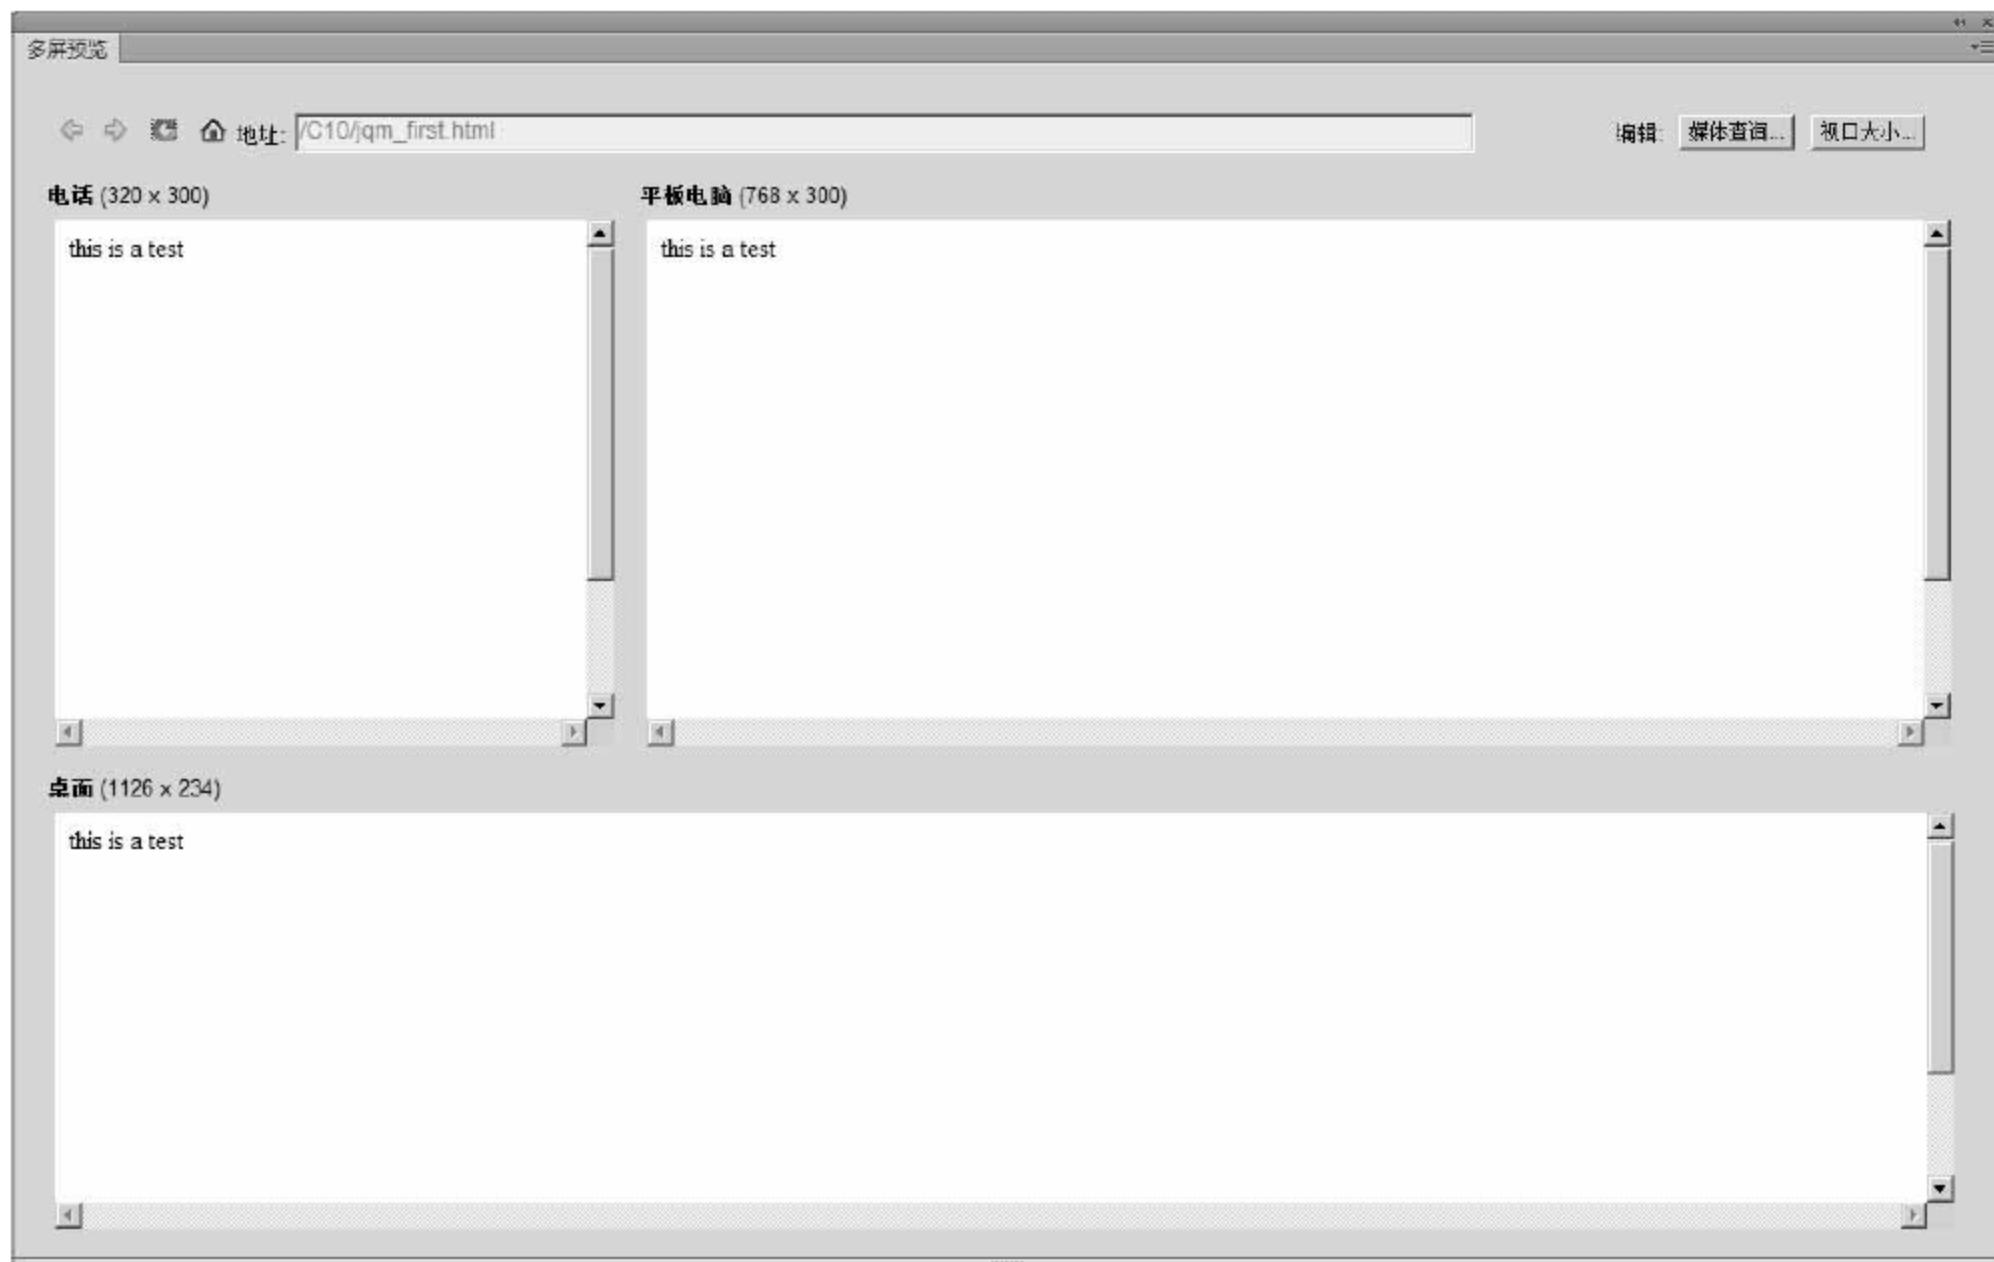 多屏预览
地址: /C10/jqm_first.html 编辑: 媒体查询... 视口大小...
电话 (320 x 300) 平板电脑 (768 x 300)
this is a test this is a test
桌面 (1126 x 234)
this is a test